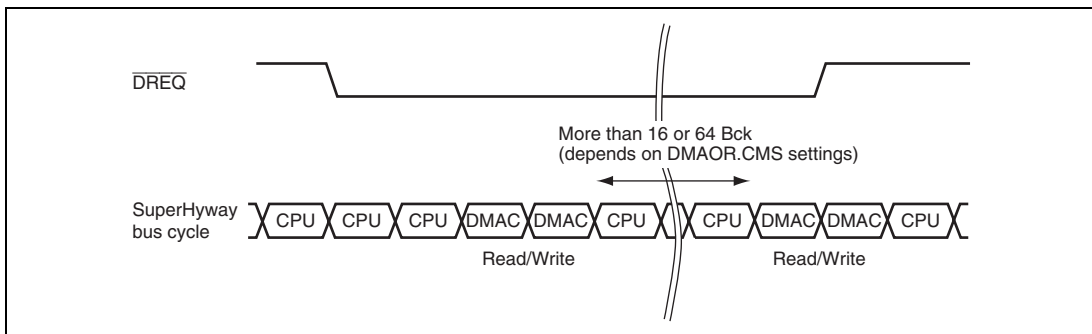 DREQ
More than 16 or 64 Bck
(depends on DMAOR.CMS settings)
SuperHyway
bus cycle
CPU CPU CPU DMAC DMAC CPU CPU DMAC DMAC CPU
Read/Write Read/Write